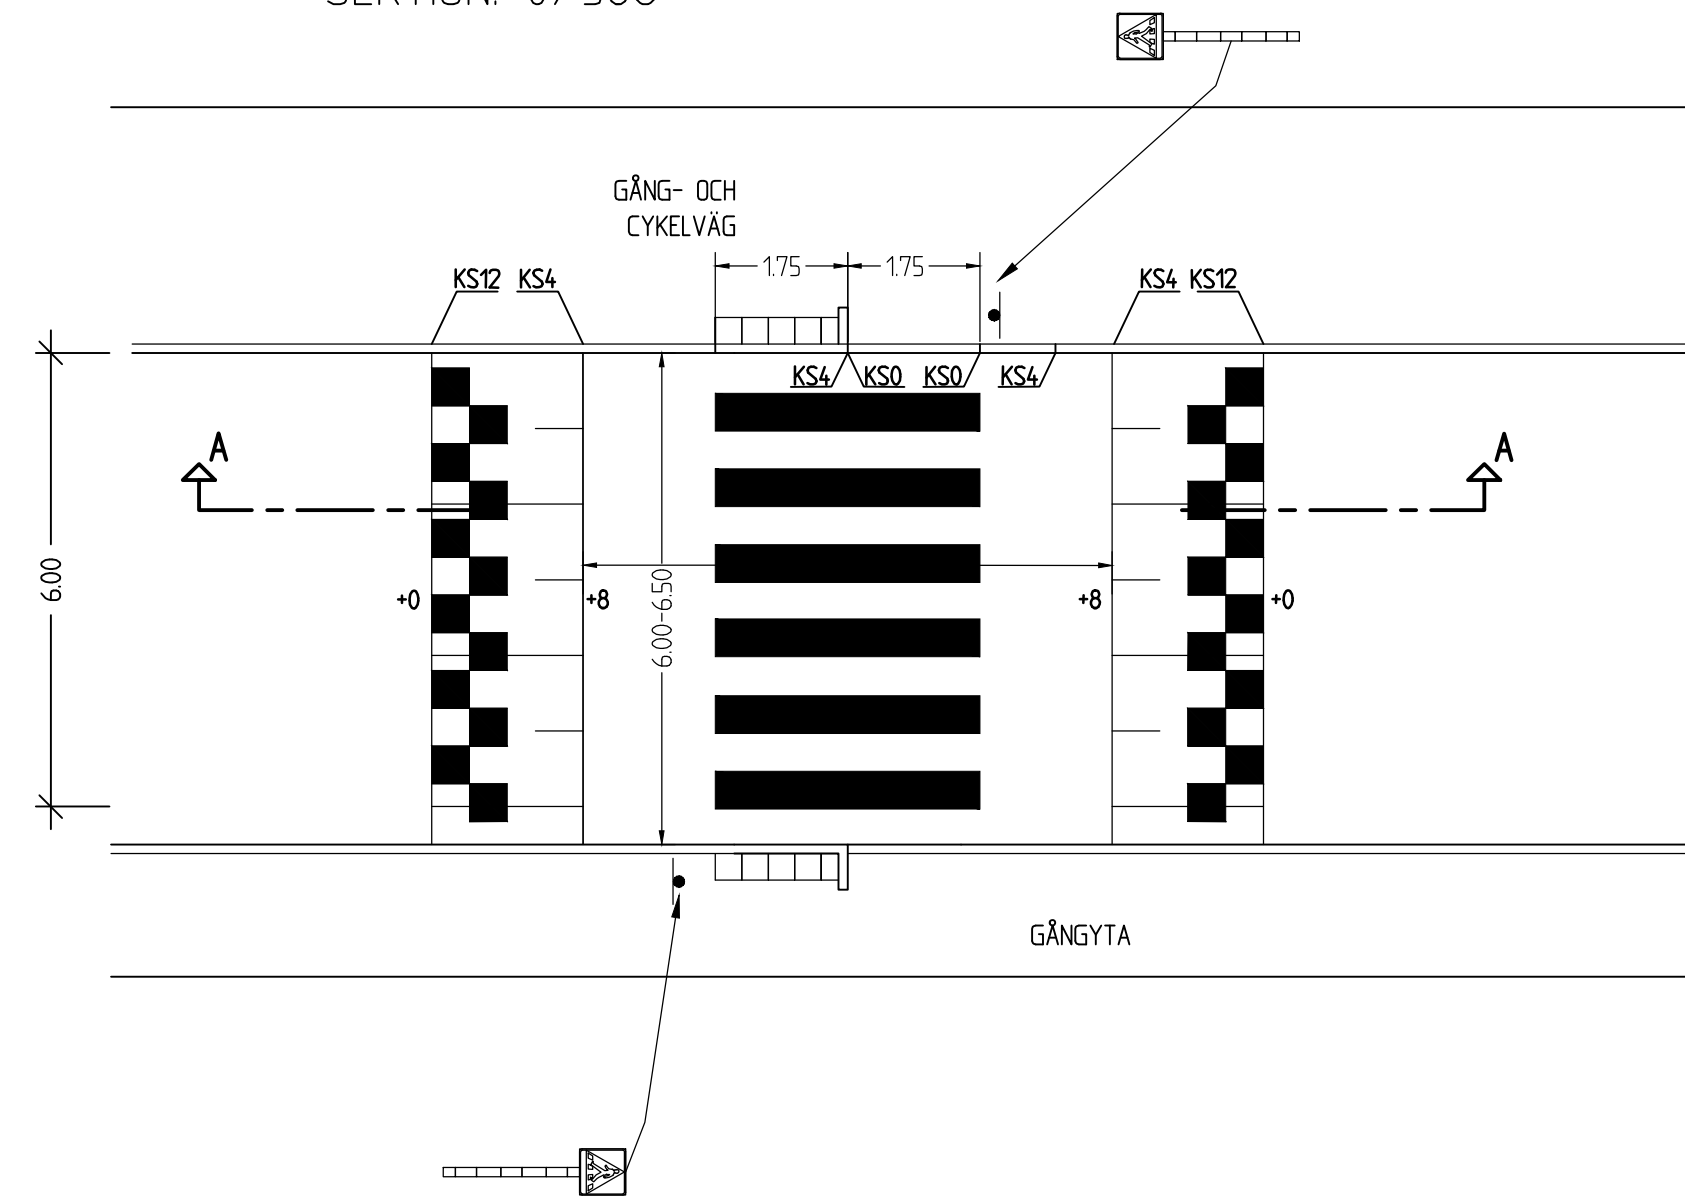 GÅNG- OCH
CYKELVÄG
1.75 1.75
KS12 KS4 KS4 KS12
KS4 KS0 KS0 KS4
A A
6.00
6.00-6.50
+0 +8 +8 +0
GÅNGYTA